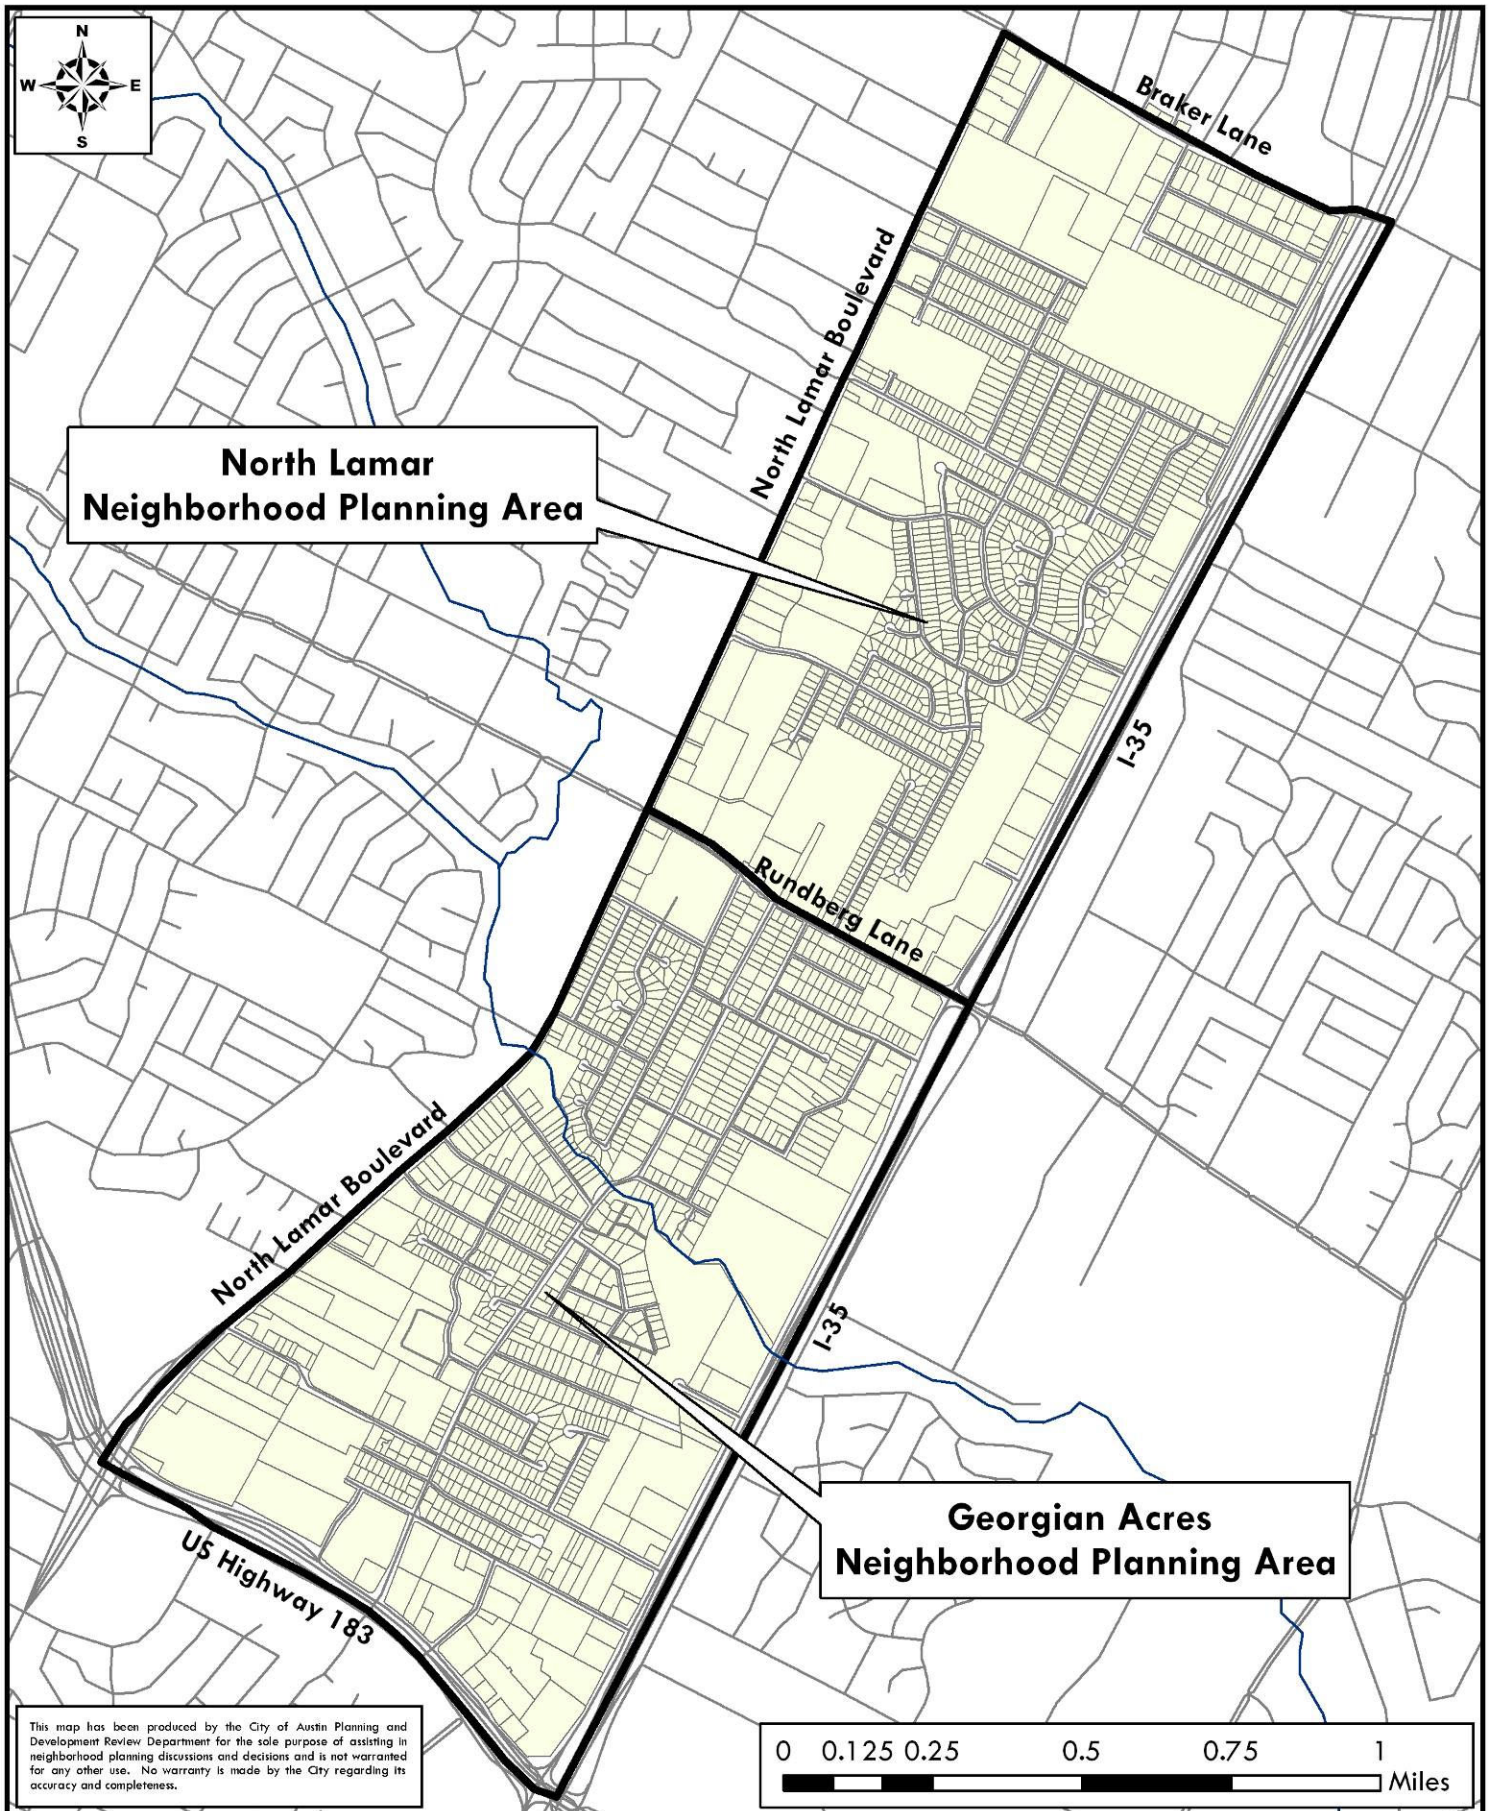 N
W E
S
Braker Lane
North Lamar Boulevard
North Lamar
Neighborhood Planning Area
I-35
Rundberg Lane
North Lamar Boulevard
I-35
Georgian Acres
Neighborhood Planning Area
US Highway 183
This map has been produced by the City of Austin Planning and
Development Review Department for the sole purpose of assisting in
neighborhood planning discussions and decisions and is not warranted
for any other use. No warranty is made by the City regarding its
accuracy and completeness.
0 0.125 0.25 0.5 0.75 1
Miles